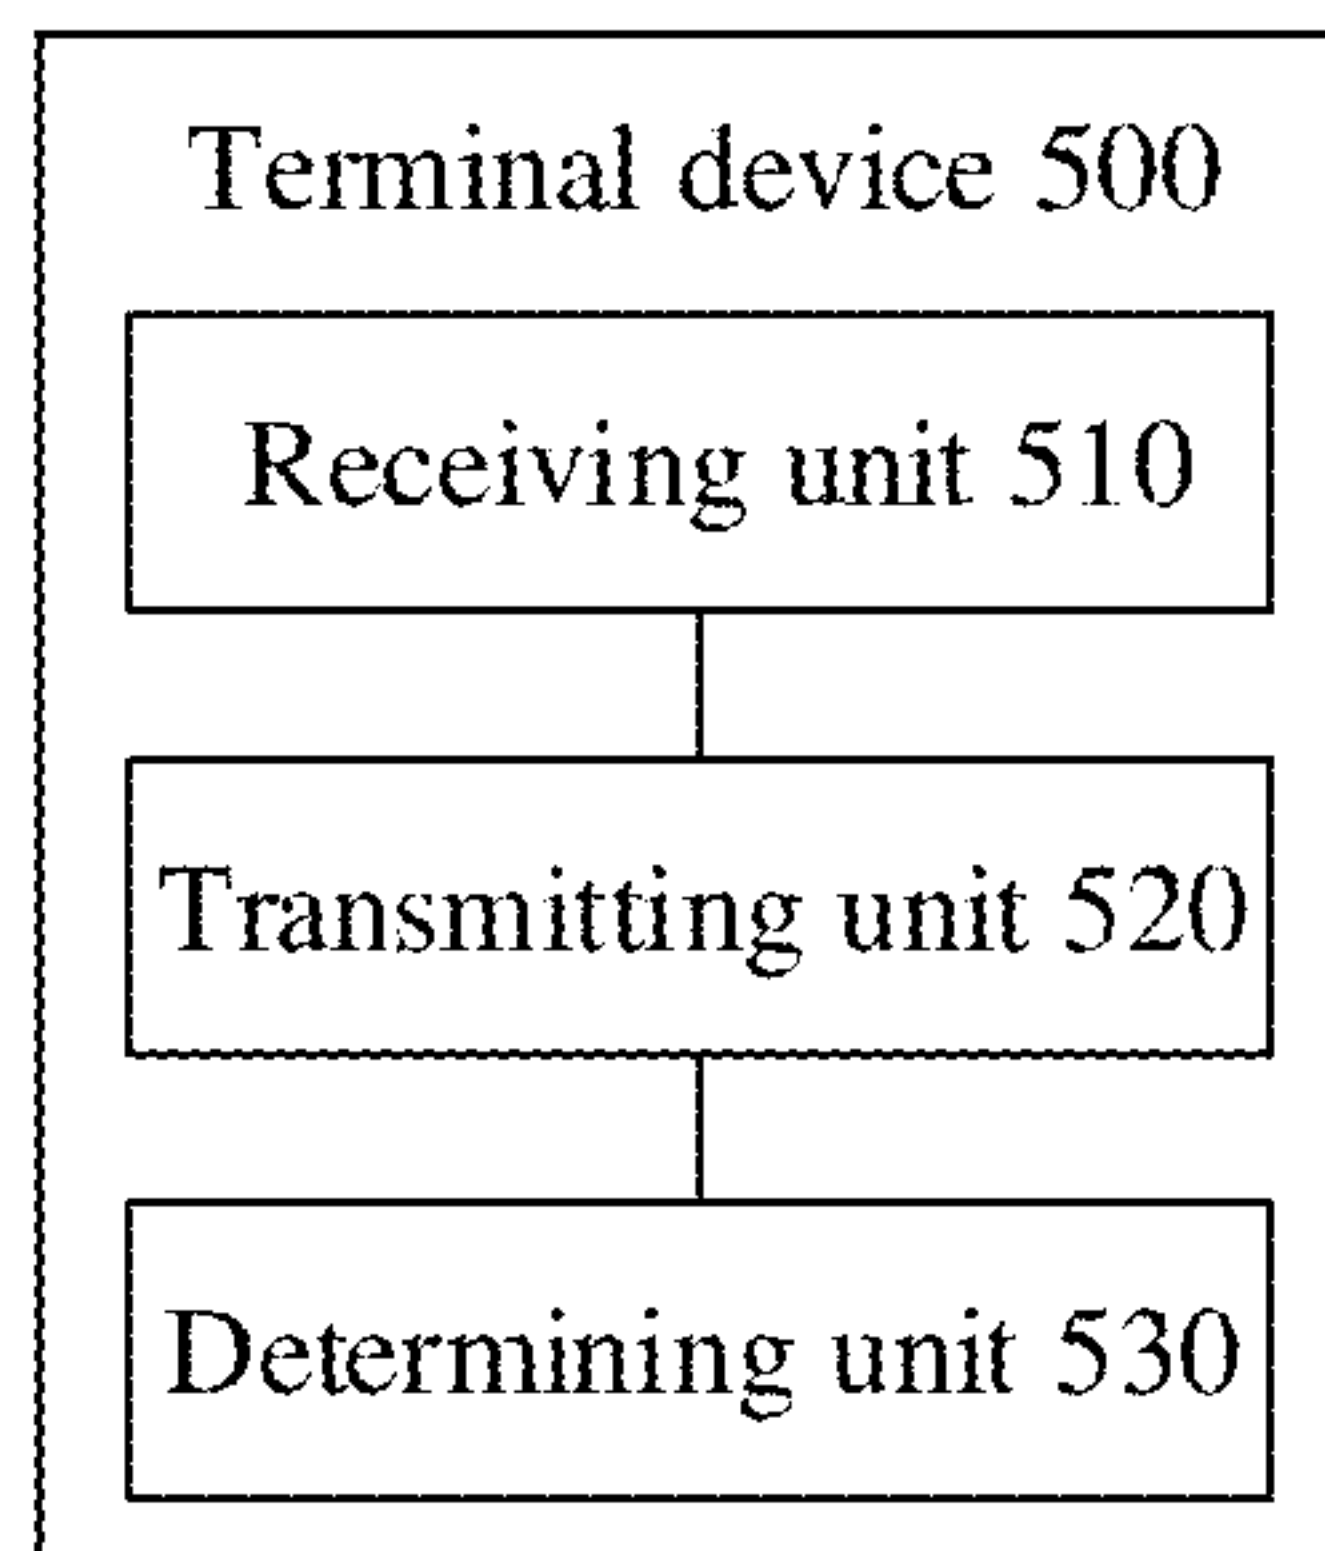 Terminal device 500
Receiving unit 510
Transmitting unit 520
Determining unit 530